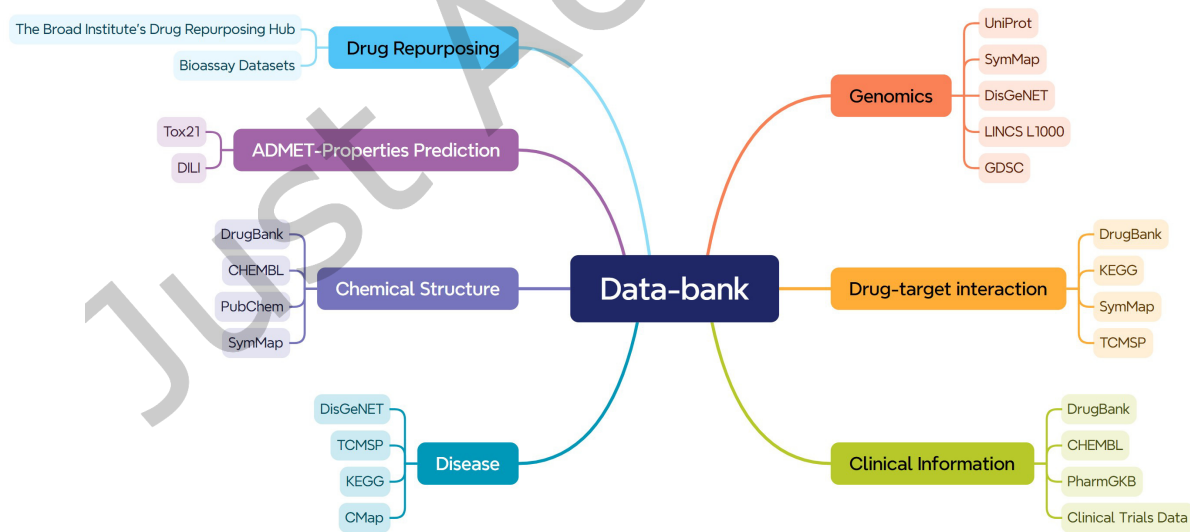 The Broad Institute's Drug Repurposing Hub
Bioassay Datasets
Drug Repurposing
Tox21
DILI
ADMET-Properties Prediction
DrugBank
CHEMBL
PubChem
SymMap
Chemical Structure
DisGeNET
TCMSP
KEGG
CMap
Disease
Data-bank
Genomics
UniProt
SymMap
DisGeNET
LINCS L1000
GDSC
Drug-target interaction
DrugBank
KEGG
SymMap
TCMSP
Clinical Information
DrugBank
CHEMBL
PharmGKB
Clinical Trials Data
Just A